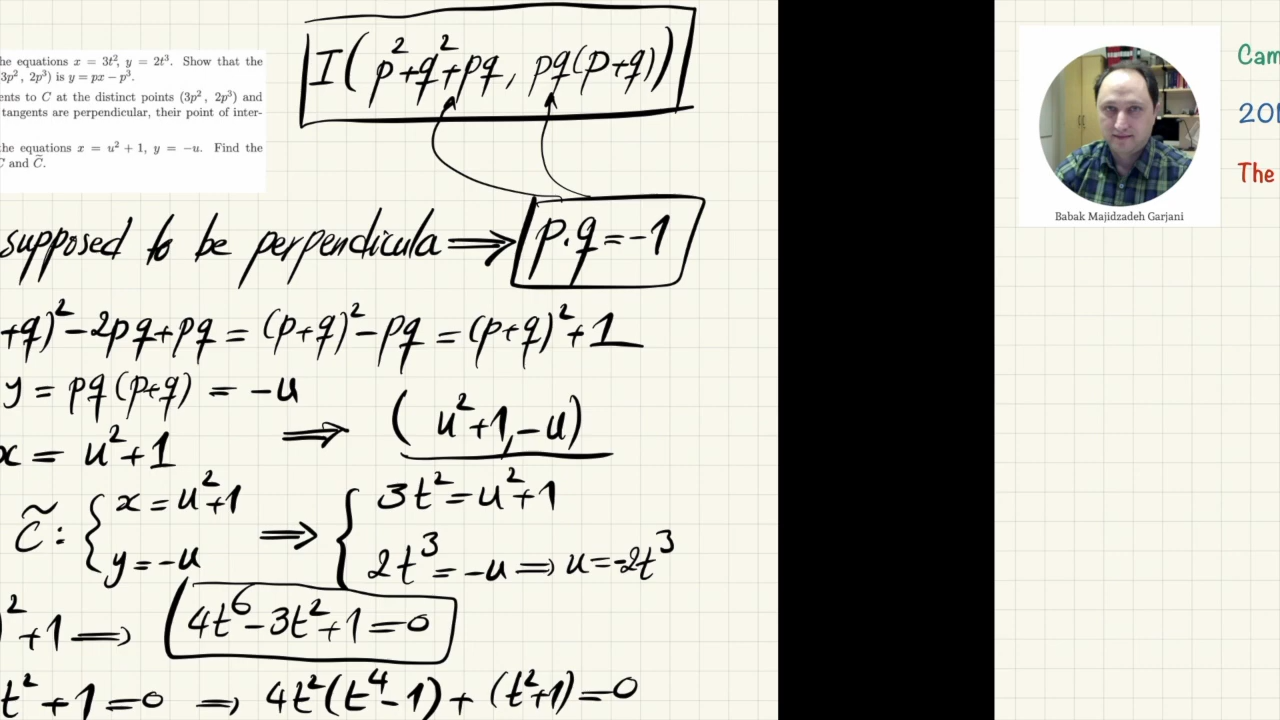 he equations x = 3t², y = 2t³. Show that the
3p², 2p³) is y = px − p³.
ents to C at the distinct points (3p², 2p³) and
tangents are perpendicular, their point of inter-
the equations x = u² + 1, y = −u. Find the
C and C̃.
I(p²+q²+pq, pq(p+q))
supposed to be perpendicula ⟹ p.q=-1
+q)²-2pq+pq = (p+q)²-pq = (p+q)²+1
y = pq(p+q) = -u
x = u²+1 ⟹ (u²+1,-u)
C̃: { x=u²+1 ⟹ { 3t²=u²+1
y=-u 2t³=-u ⟹ u=-2t³
²+1 ⟹ 4t⁶-3t²+1=0
t²+1=0 ⟹ 4t²(t⁴-1)+(t²+1)=0
Babak Majidzadeh Garjani
Cam
201
The